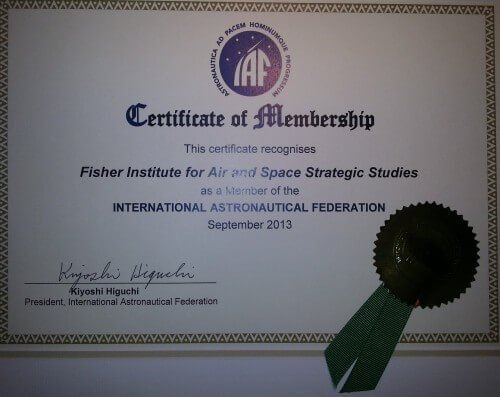 ASTRONAUTICA AD PACEM HOMINUMQUE PROGRESSUM
IAF
Certificate of Membership
This certificate recognises
Fisher Institute for Air and Space Strategic Studies
as a Member of the
INTERNATIONAL ASTRONAUTICAL FEDERATION
September 2013
Kiyoshi Higuchi
Kiyoshi Higuchi
President, International Astronautical Federation